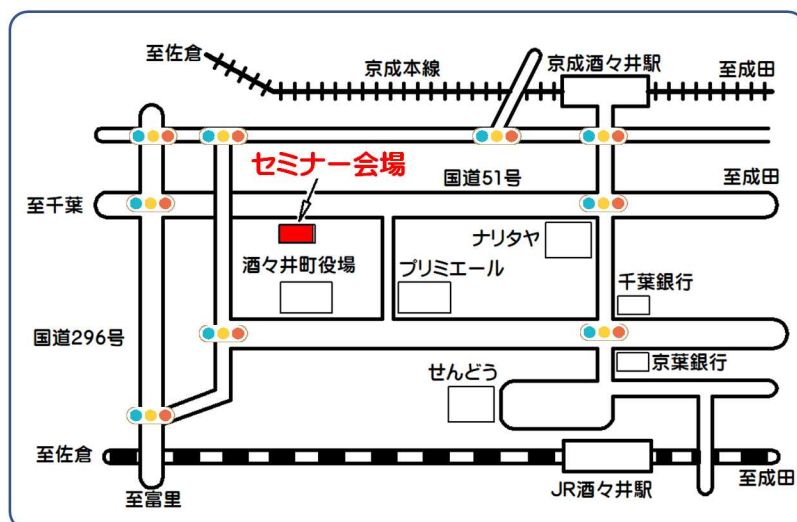 至佐倉
京成本線
京成酒々井駅
至成田
セミナー会場
国道51号
至成田
至千葉
ナリタヤ
酒々井町役場
プリミエール
千葉銀行
国道296号
せんどう
京葉銀行
至佐倉
至成田
至富里
JR酒々井駅